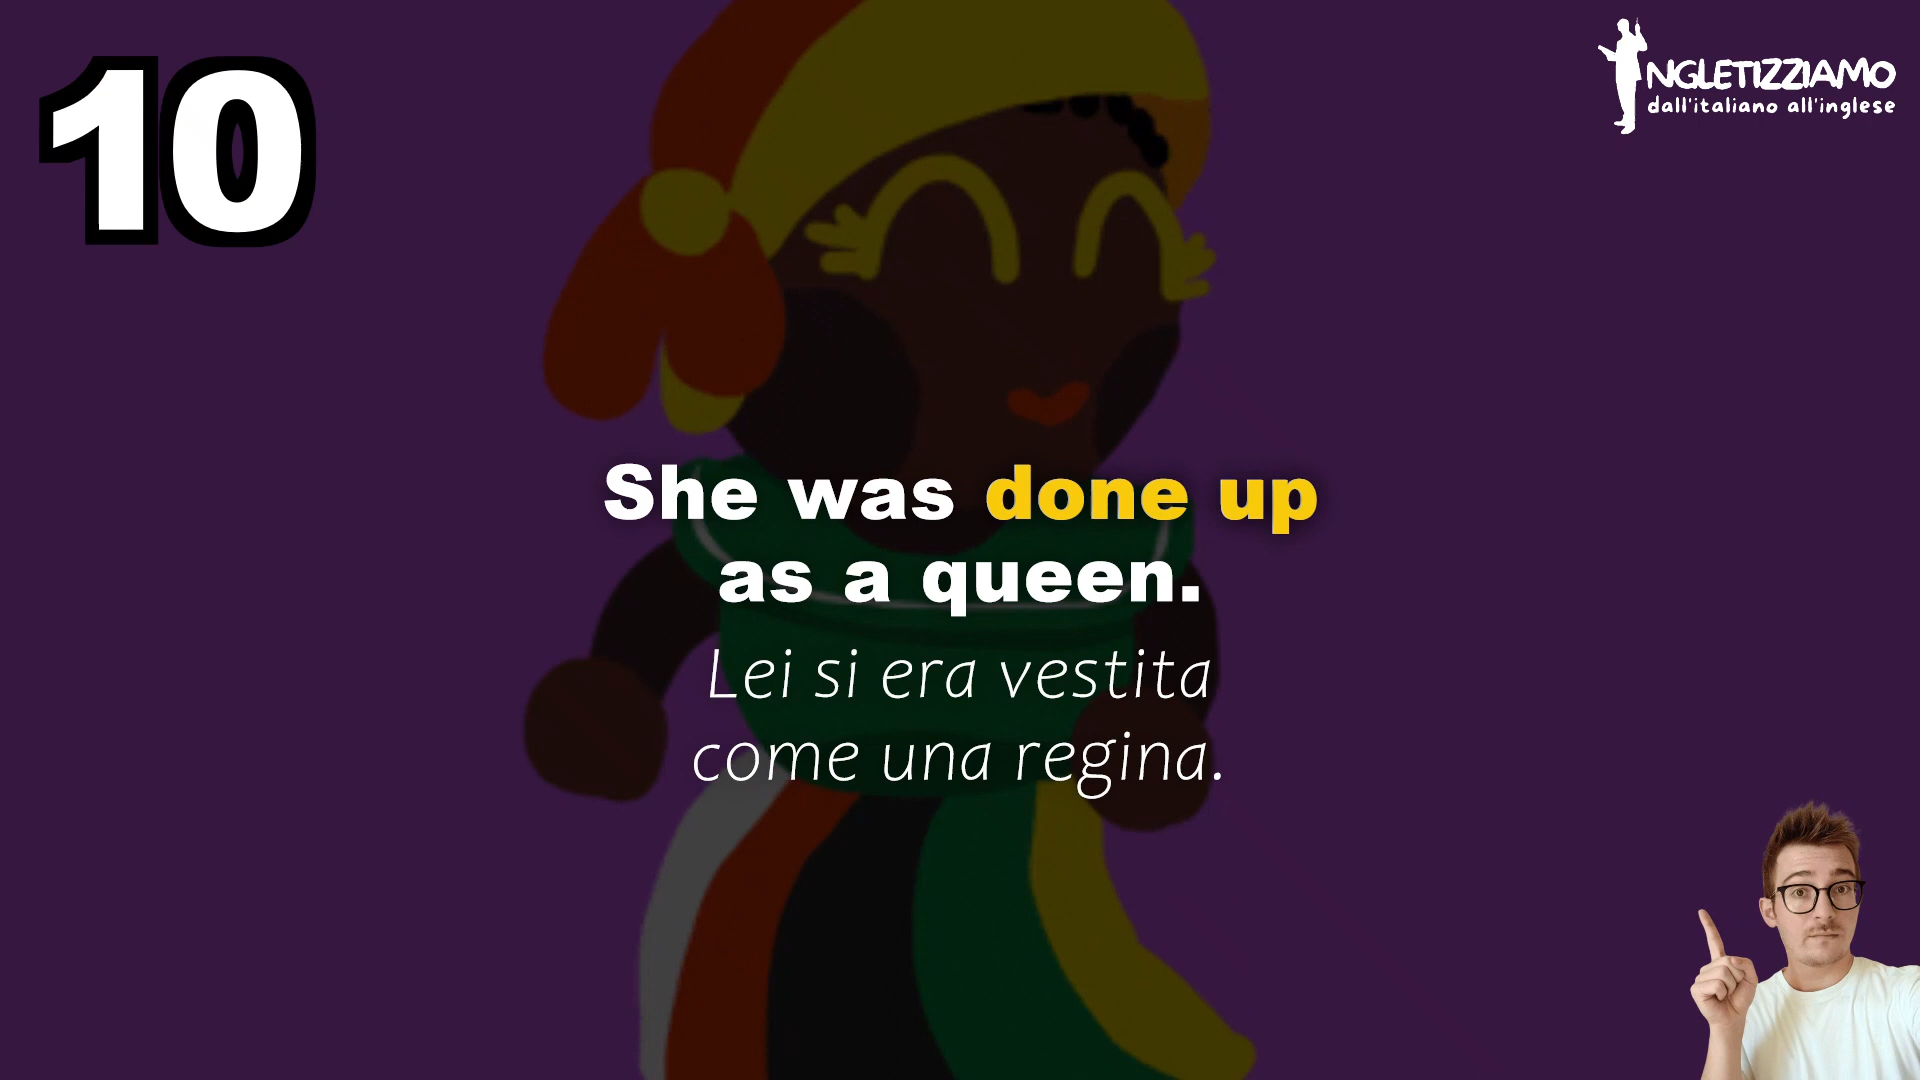 10
NGLETIZZIAMO
dall'italiano all'inglese
She was done up
as a queen.
Lei si era vestita
come una regina.